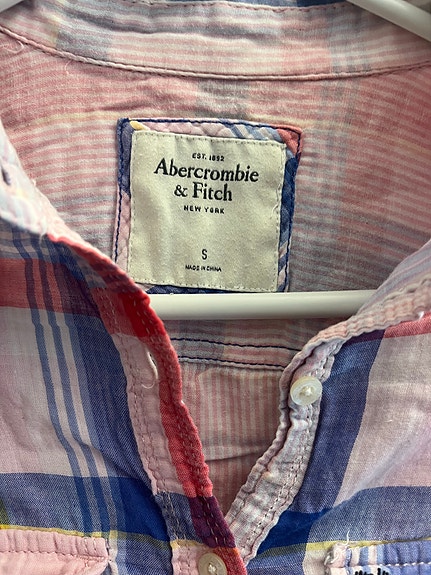 EST. 1892
Abercrombie
& Fitch
NEW YORK
S
MADE IN CHINA